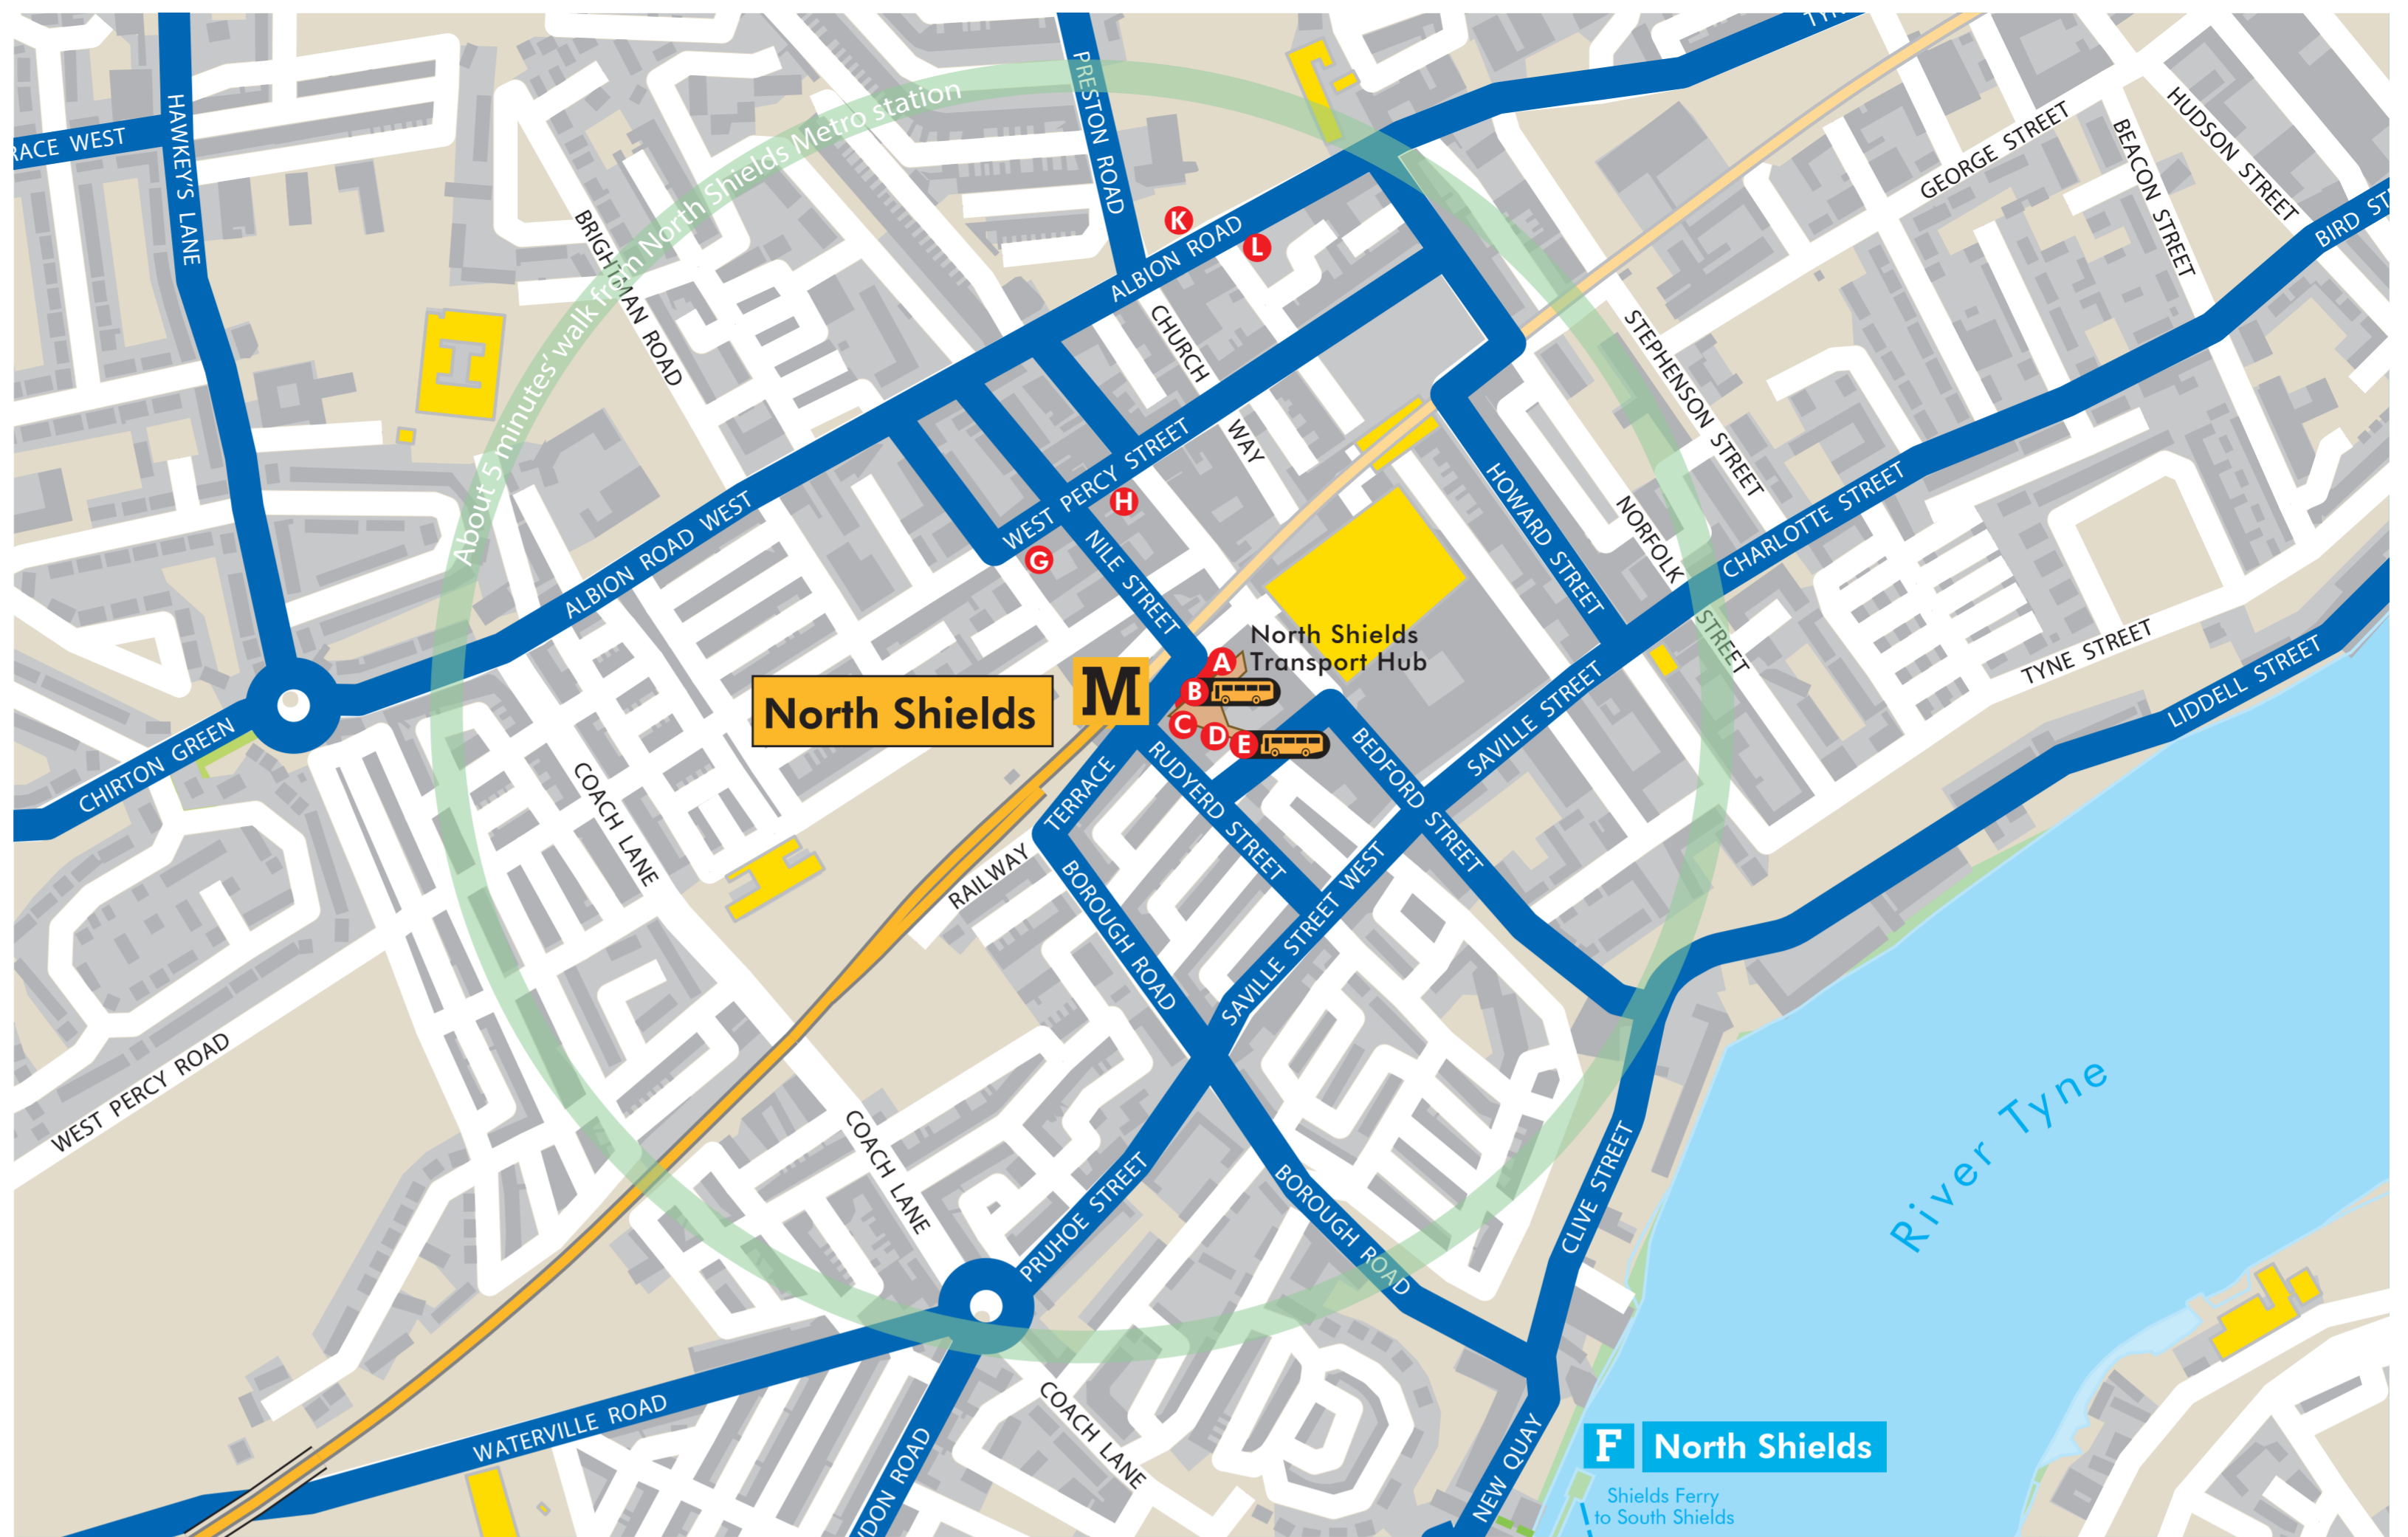 HAWKEY'S LANE
PRESTON ROAD
BRIGHTMAN ROAD
About 5 minutes' walk from North Shields Metro station
K
L
ALBION ROAD
CHURCH WAY
GEORGE STREET
BEACON STREET
HUDSON STREET
STEPHENSON STREET
WEST PERCY STREET
H
G
NILE STREET
HOWARD STREET
NORFOLK STREET
CHARLOTTE STREET
ALBION ROAD WEST
North Shields
Transport Hub
A
B
C
D
E
M
North Shields
CHIRTON GREEN
COACH LANE
RAILWAY TERRACE
RUDYERD STREET
BEDFORD STREET
SAVILLE STREET
TYNE STREET
LIDDELL STREET
BOROUGH ROAD
SAVILLE STREET WEST
WEST PERCY ROAD
COACH LANE
PRUHOE STREET
BOROUGH ROAD
CLIVE STREET
River Tyne
WATERVILLE ROAD
COACH LANE
NEW QUAY
F
North Shields
Shields Ferry
to South Shields